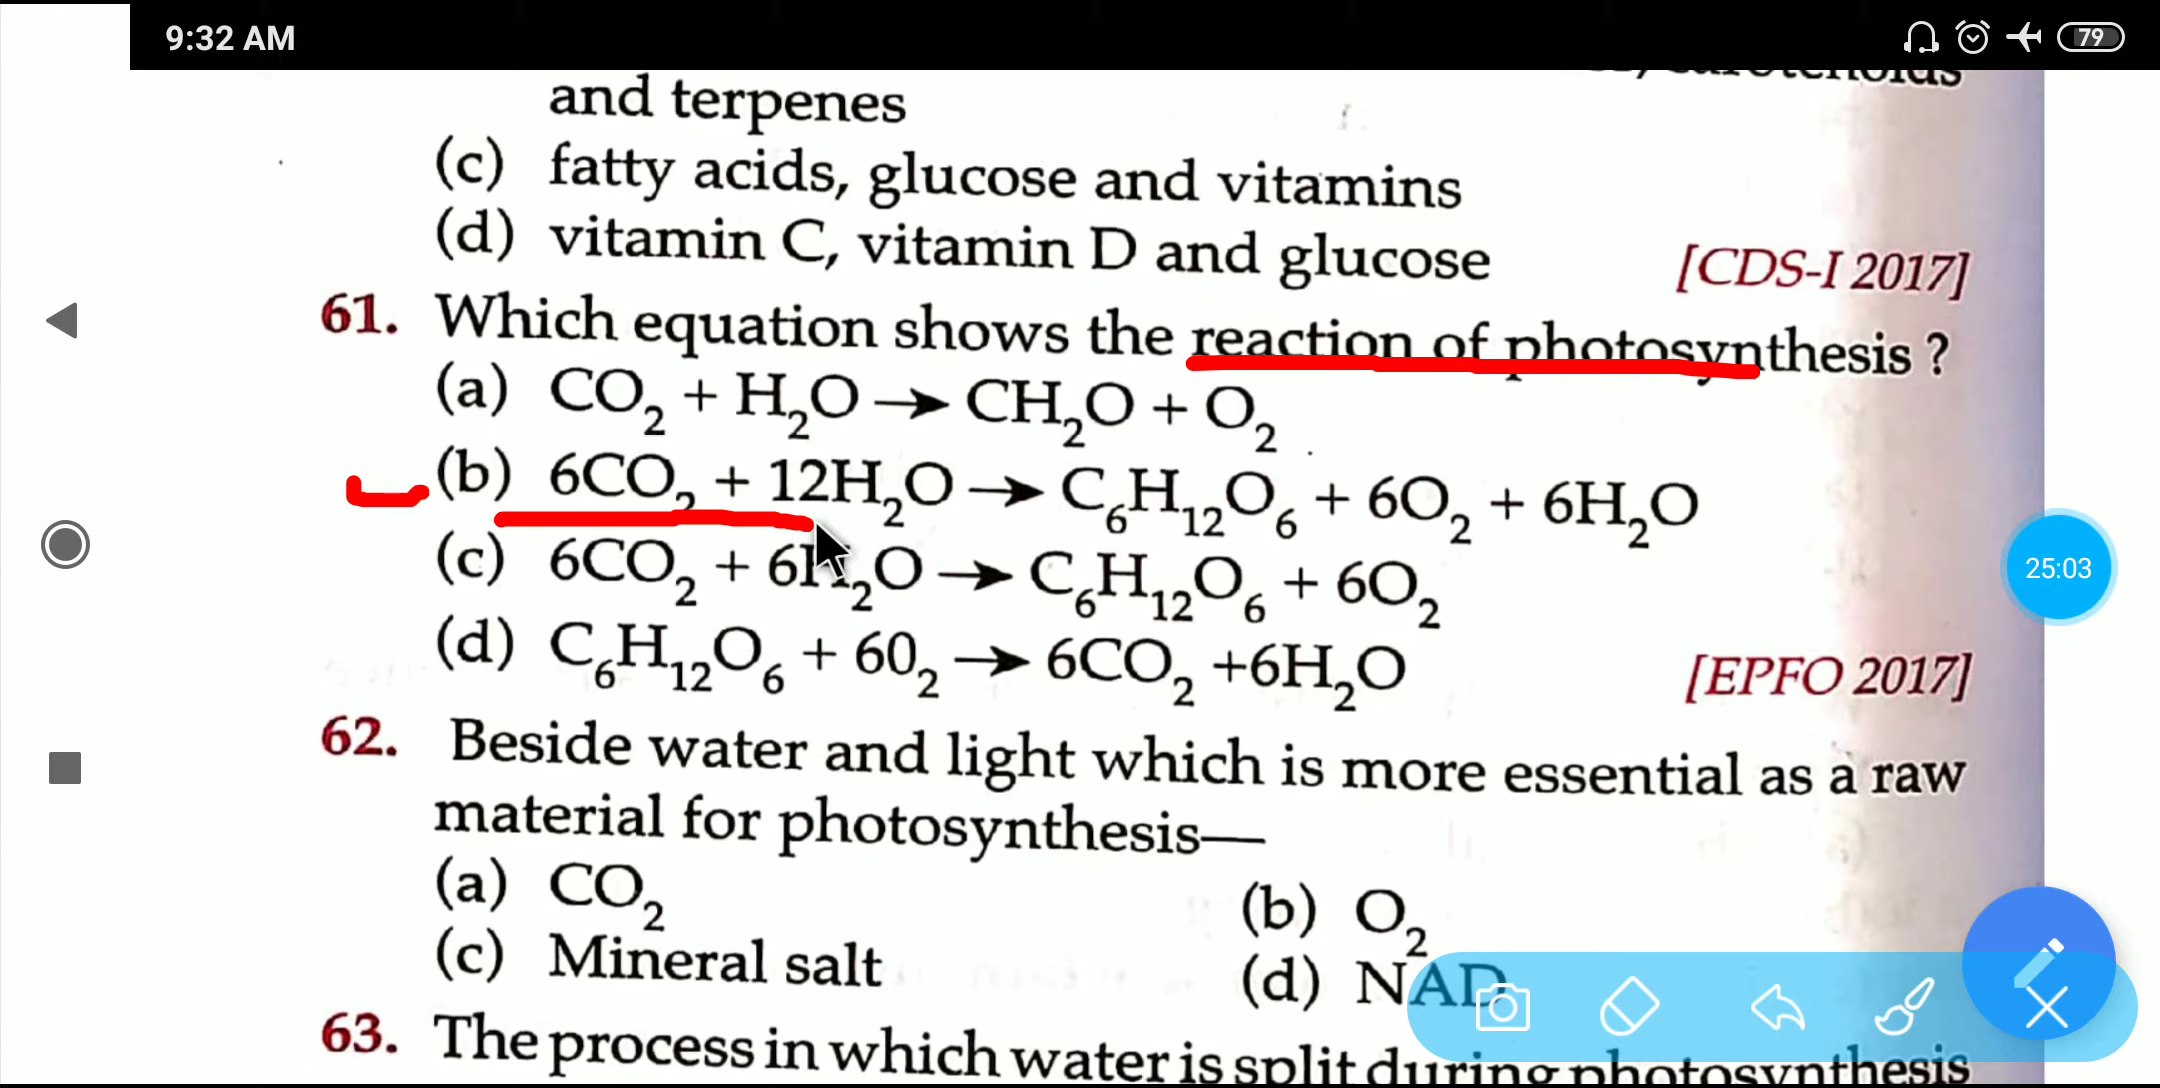 9:32 AM
79
and terpenes
(c) fatty acids, glucose and vitamins
(d) vitamin C, vitamin D and glucose [CDS-I 2017]
61. Which equation shows the reaction of photosynthesis ?
(a) CO₂ + H₂O → CH₂O + O₂
(b) 6CO₂ + 12H₂O → C₆H₁₂O₆ + 6O₂ + 6H₂O
(c) 6CO₂ + 6H₂O → C₆H₁₂O₆ + 6O₂
(d) C₆H₁₂O₆ + 60₂ → 6CO₂ +6H₂O [EPFO 2017]
25:03
62. Beside water and light which is more essential as a raw
material for photosynthesis—
(a) CO₂ (b) O₂
(c) Mineral salt (d) NAD
63. The process in which water is split during photosynthesis